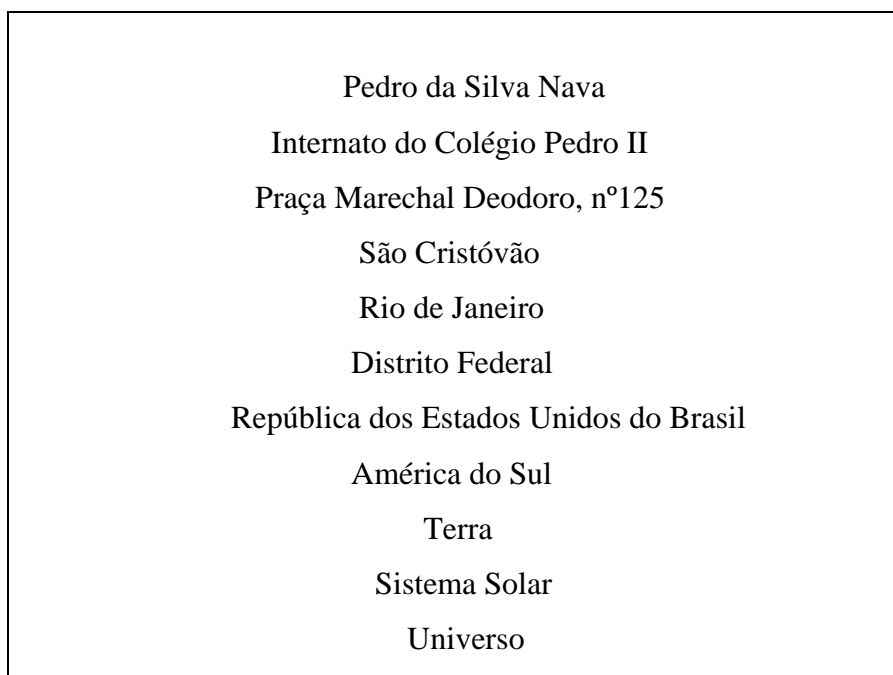 Pedro da Silva Nava
Internato do Colégio Pedro II
Praça Marechal Deodoro, nº125
São Cristóvão
Rio de Janeiro
Distrito Federal
República dos Estados Unidos do Brasil
América do Sul
Terra
Sistema Solar
Universo